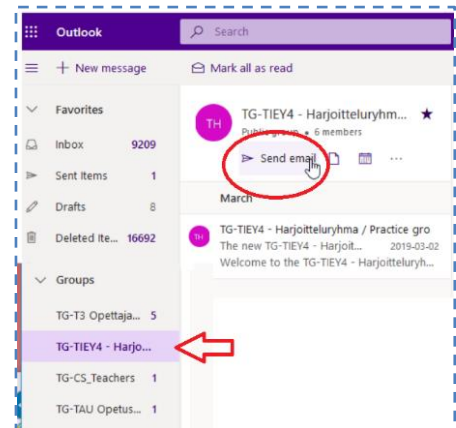 Outlook
Search
New message
Mark all as read
Favorites
Inbox 9209
Sent Items 1
Drafts 8
Deleted Ite... 16692
Groups
TG-T3 Opettaja... 5
TG-TIEY4 - Harjo...
TG-CS_Teachers 1
TG-TAU Opetus... 1
TH
TG-TIEY4 - Harjoitteluryhm...
Public group • 6 members
Send email
...
March
TH
TG-TIEY4 - Harjoitteluryhma / Practice gro
The new TG-TIEY4 - Harjoit... 2019-03-02
Welcome to the TG-TIEY4 - Harjoitteluryh...